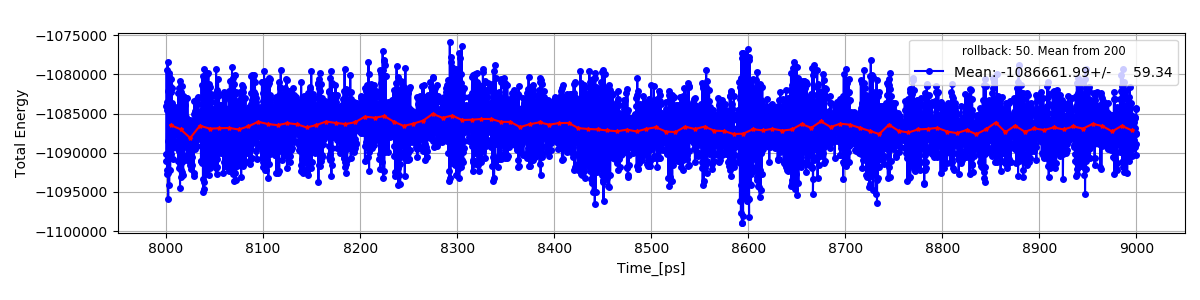 −1075000
−1080000
−1085000
−1090000
−1095000
−1100000
Total Energy
rollback: 50. Mean from 200
Mean: -1086661.99+/- 59.34
8000 8100 8200 8300 8400 8500 8600 8700 8800 8900 9000
Time_[ps]